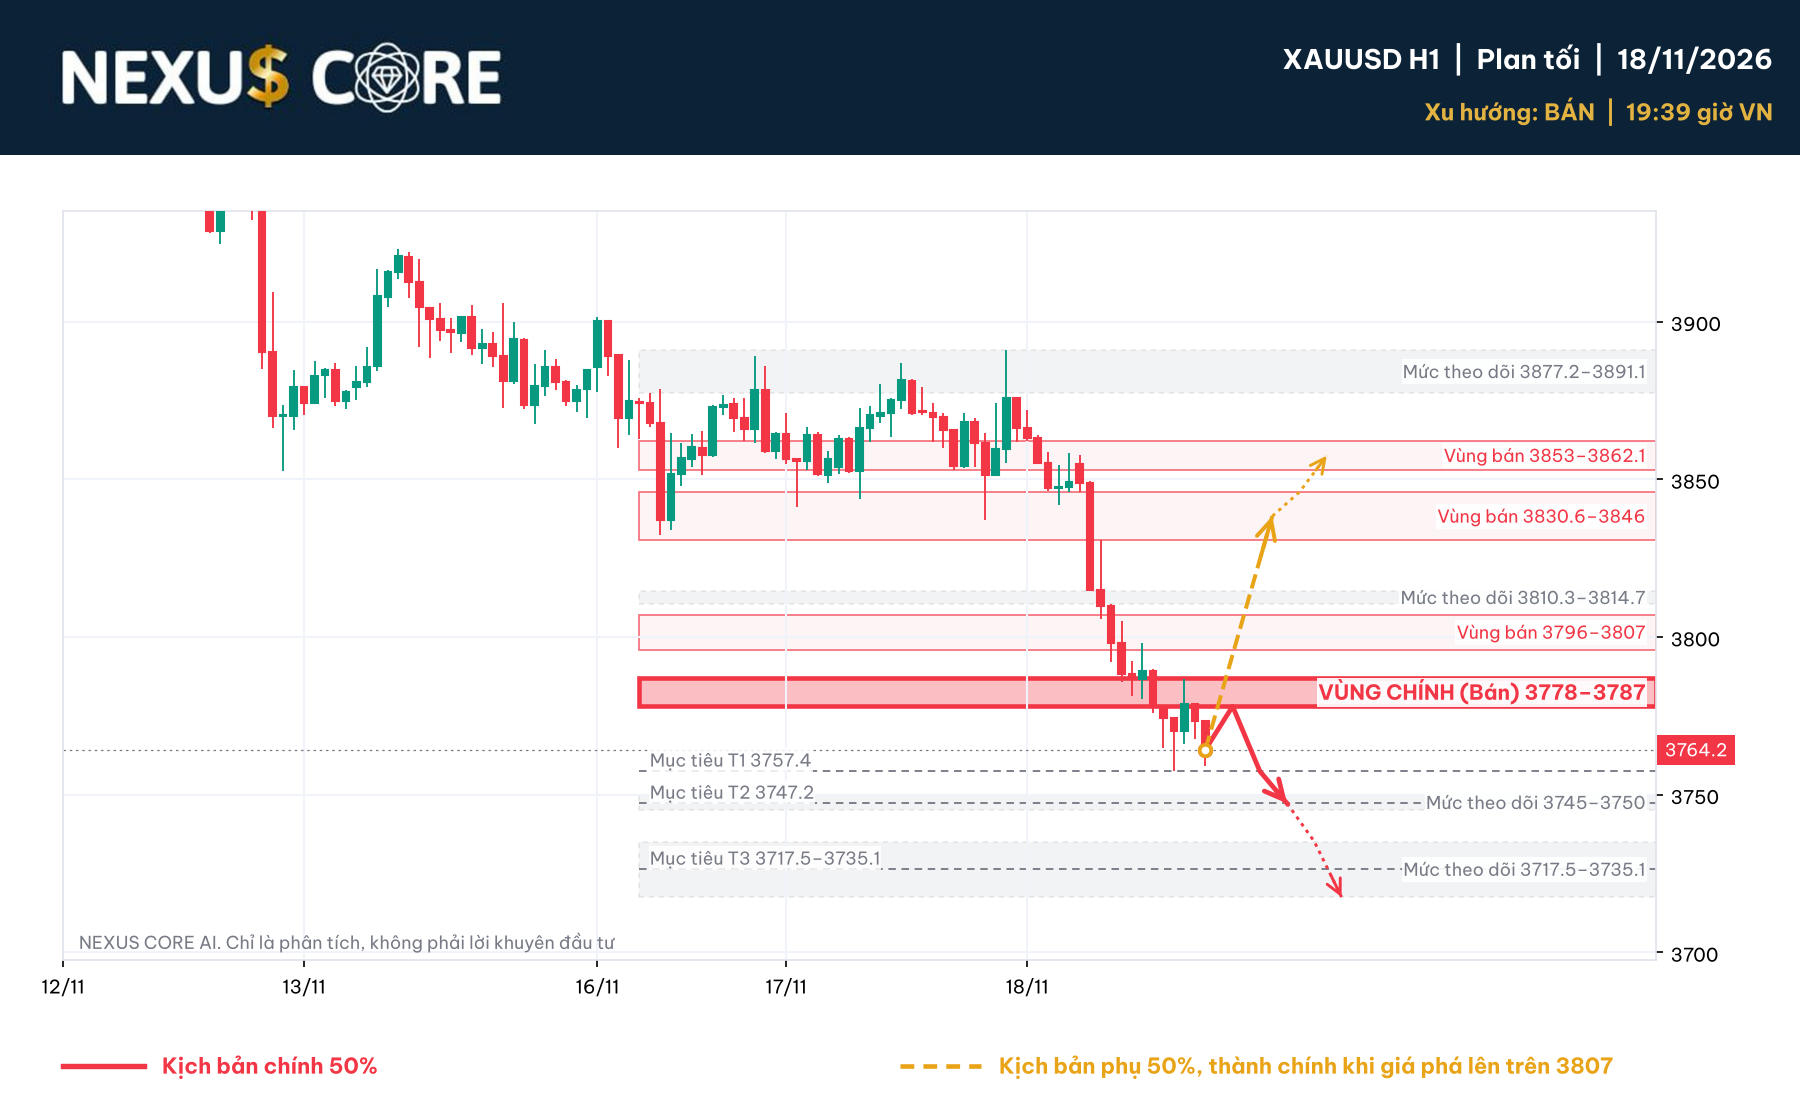 NEXU$ CORE
XAUUSD H1 | Plan tối | 18/11/2026
Xu hướng: BÁN | 19:39 giờ VN
Mức theo dõi 3877.2–3891.1
Vùng bán 3853–3862.1
Vùng bán 3830.6–3846
Mức theo dõi 3810.3–3814.7
Vùng bán 3796–3807
VÙNG CHÍNH (Bán) 3778–3787
Mục tiêu T1 3757.4
Mục tiêu T2 3747.2
Mức theo dõi 3745–3750
Mục tiêu T3 3717.5–3735.1
Mức theo dõi 3717.5–3735.1
3900
3850
3800
3764.2
3750
3700
NEXUS CORE AI. Chỉ là phân tích, không phải lời khuyên đầu tư
12/11
13/11
16/11
17/11
18/11
Kịch bản chính 50%
Kịch bản phụ 50%, thành chính khi giá phá lên trên 3807